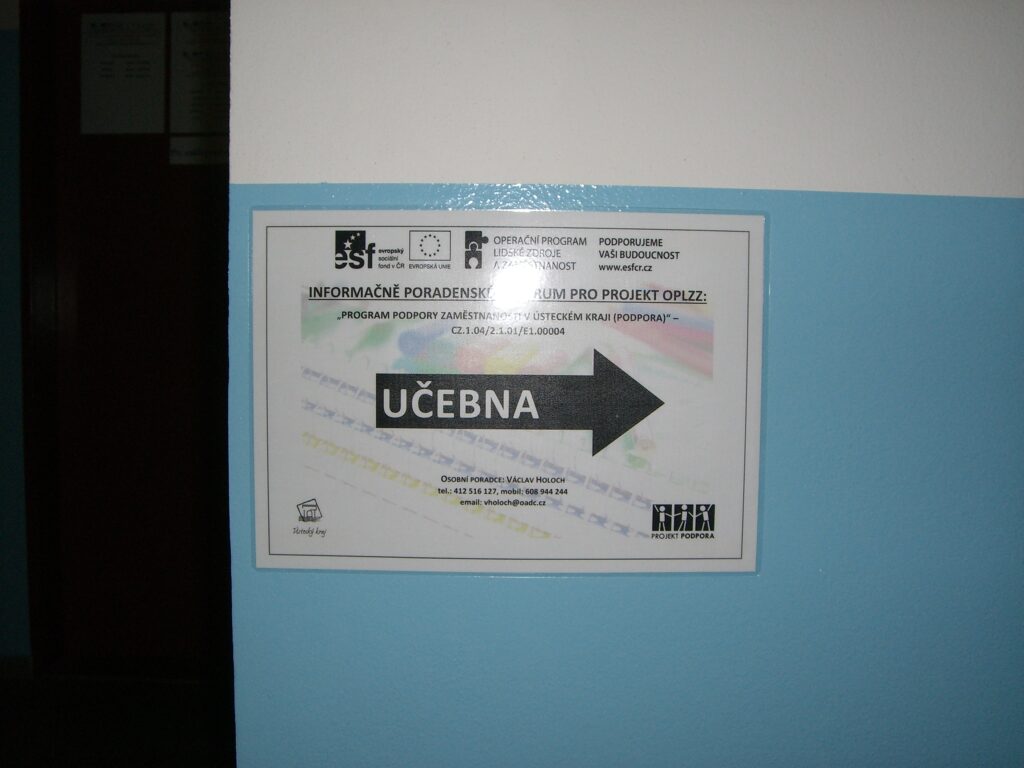 esf evropský
sociální
fond v ČR
EVROPSKÁ UNIE
OPERAČNÍ PROGRAM
LIDSKÉ ZDROJE
A ZAMĚSTNANOST
PODPORUJEME
VAŠI BUDOUCNOST
www.esfcr.cz
INFORMAČNĚ PORADENSKÉ PRO PROJEKT OPLZZ:
„PROGRAM PODPORY ZAMĚSTNANOSTI V ÚSTECKÉM KRAJI (PODPORA)“ –
CZ.1.04/2.1.01/E1.00004
UČEBNA
OSOBNÍ PORADCE: VÁCLAV HOLOCH
tel.: 412 516 127, mobil: 608 944 244
email: vholoch@oadc.cz
Ústecký kraj
PROJEKT PODPORA